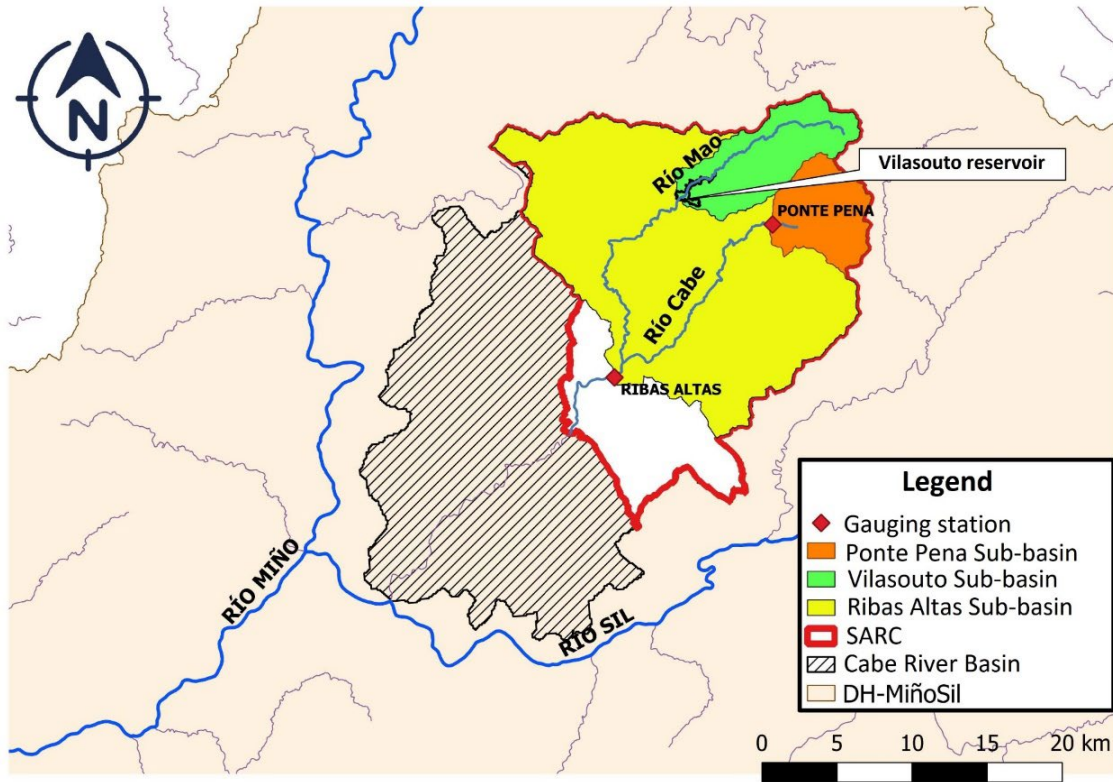 N
Río Mao
Vilasouto reservoir
PONTE PENA
Río Cabe
RIBAS ALTAS
RÍO MIÑO
RÍO SIL
Legend
Gauging station
Ponte Pena Sub-basin
Vilasouto Sub-basin
Ribas Altas Sub-basin
SARC
Cabe River Basin
DH-MiñoSil
0 5 10 15 20 km